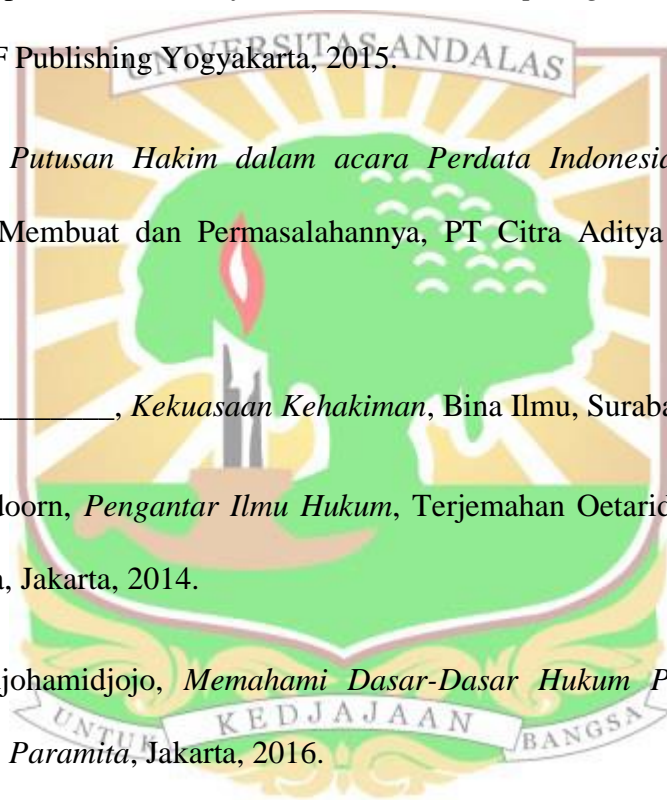 F Publishing Yogyakarta, 2015.
UNIVERSITAS ANDALAS
Putusan Hakim dalam acara Perdata Indonesia
Membuat dan Permasalahannya, PT Citra Aditya
________, Kekuasaan Kehakiman, Bina Ilmu, Suraba
doorn, Pengantar Ilmu Hukum, Terjemahan Oetarid
a, Jakarta, 2014.
johamidjojo, Memahami Dasar-Dasar Hukum P
Paramita, Jakarta, 2016.
UNTUK KEDJAJAAN BANGSA